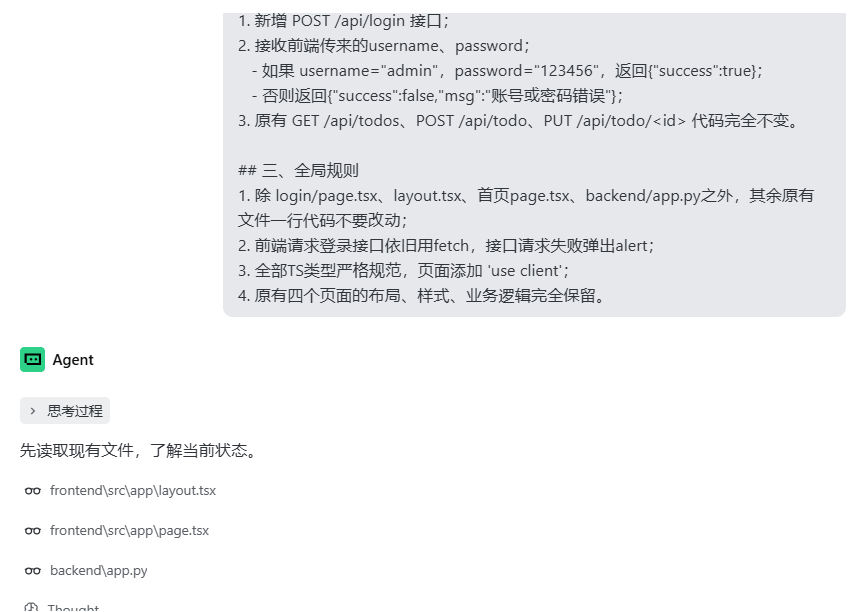 1. 新增 POST /api/login 接口；
2. 接收前端传来的username、password；
- 如果 username="admin"，password="123456"，返回{"success":true}；
- 否则返回{"success":false,"msg":"账号或密码错误"}；
3. 原有 GET /api/todos、POST /api/todo、PUT /api/todo/<id> 代码完全不变。
## 三、全局规则
1. 除 login/page.tsx、layout.tsx、首页page.tsx、backend/app.py之外，其余原有
文件一行代码不要改动；
2. 前端请求登录接口依旧用fetch，接口请求失败弹出alert；
3. 全部TS类型严格规范，页面添加 'use client'；
4. 原有四个页面的布局、样式、业务逻辑完全保留。
Agent
思考过程
先读取现有文件，了解当前状态。
frontend\src\app\layout.tsx
frontend\src\app\page.tsx
backend\app.py
Thought